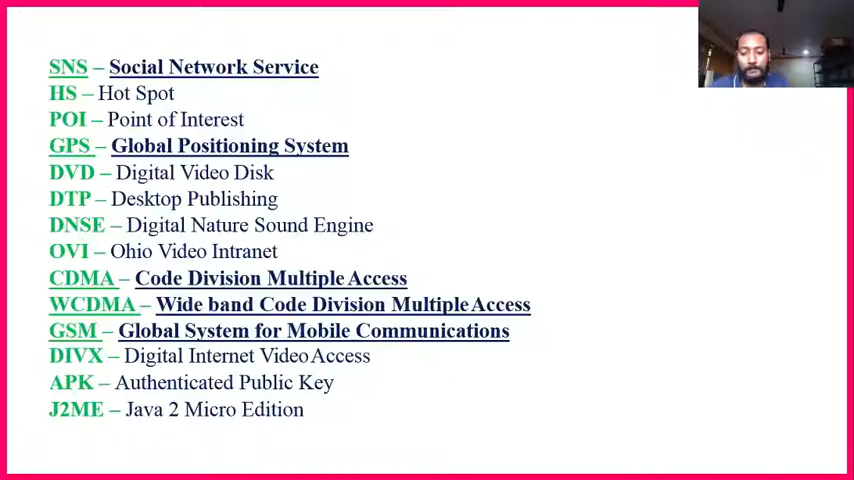 SNS – Social Network Service
HS – Hot Spot
POI – Point of Interest
GPS – Global Positioning System
DVD – Digital Video Disk
DTP – Desktop Publishing
DNSE – Digital Nature Sound Engine
OVI – Ohio Video Intranet
CDMA – Code Division Multiple Access
WCDMA – Wide band Code Division Multiple Access
GSM – Global System for Mobile Communications
DIVX – Digital Internet Video Access
APK – Authenticated Public Key
J2ME – Java 2 Micro Edition